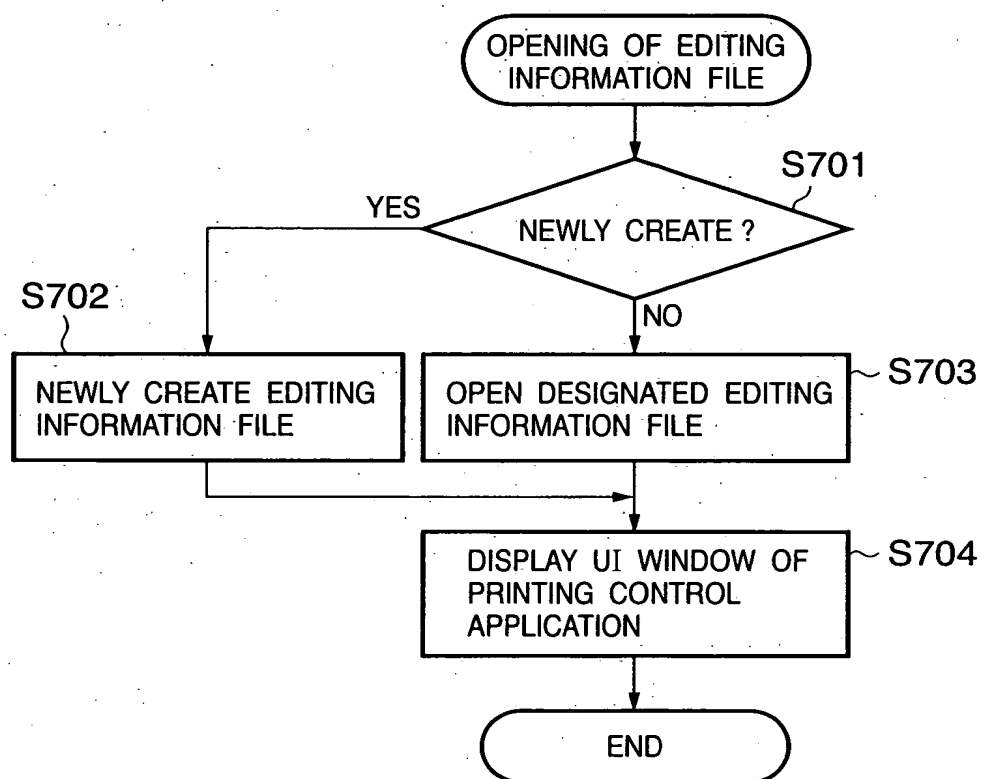 OPENING OF EDITING
INFORMATION FILE
S701
YES
NEWLY CREATE ?
S702
NO
NEWLY CREATE EDITING
INFORMATION FILE
OPEN DESIGNATED EDITING
INFORMATION FILE
S703
DISPLAY UI WINDOW OF
PRINTING CONTROL
APPLICATION
S704
END